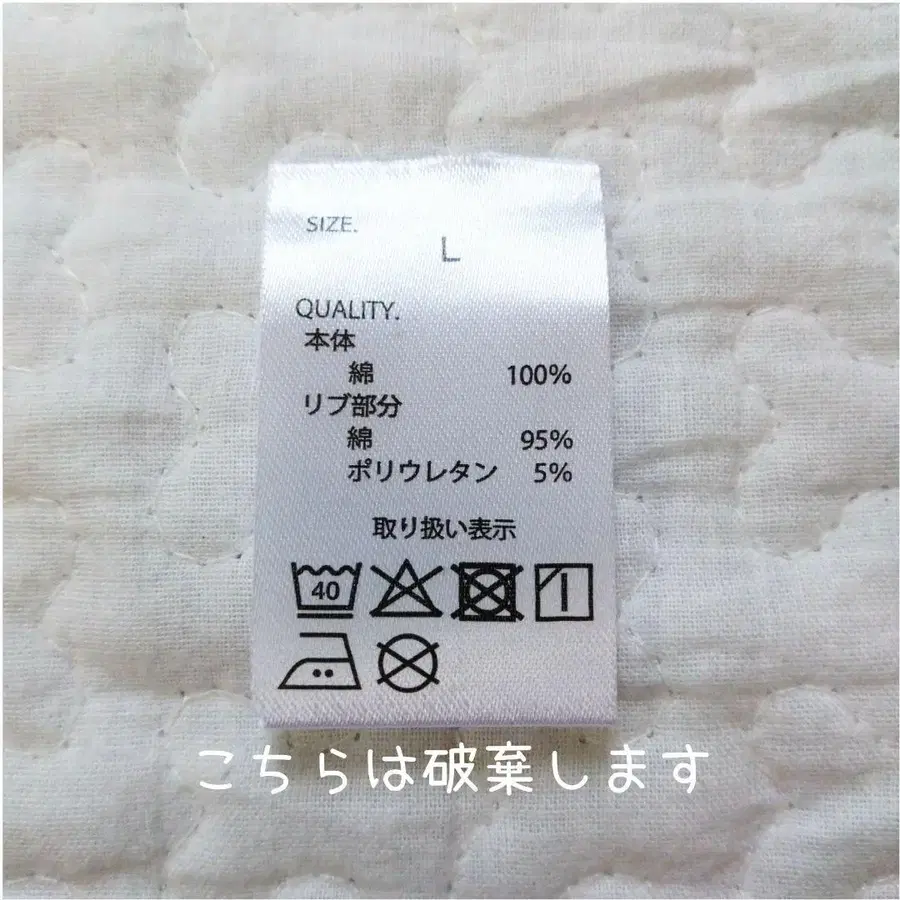 SIZE.
L
QUALITY.
本体
綿 100%
リブ部分
綿 95%
ポリウレタン 5%
取り扱い表示
40
こちらは破棄します